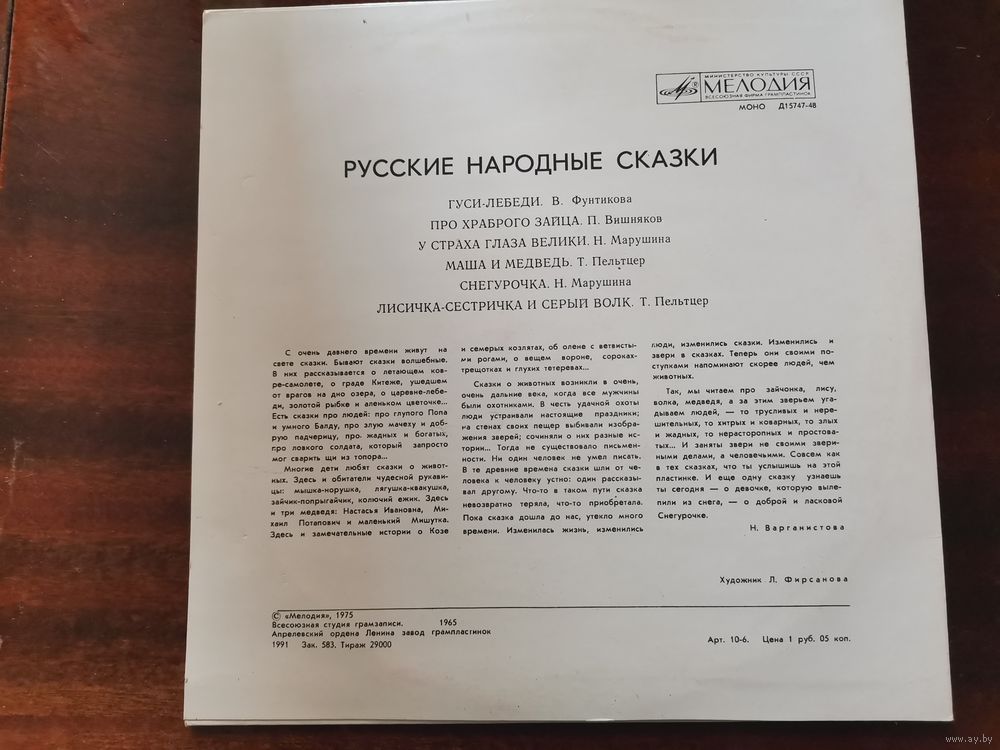 МИНИСТЕРСТВО КУЛЬТУРЫ СССР
МЕЛОДИЯ
ВСЕСОЮЗНАЯ ФИРМА ГРАМПЛАСТИНОК
МОНО Д15747-48
РУССКИЕ НАРОДНЫЕ СКАЗКИ
ГУСИ-ЛЕБЕДИ. В. Фунтикова
ПРО ХРАБРОГО ЗАЙЦА. П. Вишняков
У СТРАХА ГЛАЗА ВЕЛИКИ. Н. Марушина
МАША И МЕДВЕДЬ. Т. Пельтцер
СНЕГУРОЧКА. Н. Марушина
ЛИСИЧКА-СЕСТРИЧКА И СЕРЫЙ ВОЛК. Т. Пельтцер
С очень давнего времени живут на
свете сказки. Бывают сказки волшебные.
В них рассказывается о летающем ков-
ре-самолете, о граде Китеже, ушедшем
от врагов на дно озера, о царевне-лебе-
ди, золотой рыбке и аленьком цветочке...
Есть сказки про людей: про глупого Попа
и умного Балду, про злую мачеху и доб-
рую падчерицу, про. жадных и богатых,
про ловкого солдата, который запросто
мог сварить щи из топора...
Многие дети любят сказки о живот-
ных. Здесь и обитатели чудесной рукави-
цы: мышка-норушка, лягушка-квакушка,
зайчик-попрыгайчик, колючий ежик. Здесь
и три медведя: Настасья Ивановна, Ми-
хаил Потапович и маленький Мишутка.
Здесь и замечательные истории о Козе
и семерых козлятах, об олене с ветвисты-
ми рогами, о вещем вороне, сороках-
трещотках и глухих тетеревах...
Сказки о животных возникли в очень,
очень дальние века, когда все мужчины
были охотниками. В честь удачной охоты
люди устраивали настоящие праздники;
на стенах своих пещер выбивали изобра-
жения зверей; сочиняли о них разные ис-
тории... Тогда не существовало письмен-
ности. Ни один человек не умел писать.
В те древние времена сказки шли от че-
ловека к человеку устно: один рассказы-
вал другому. Что-то в таком пути сказка
невозвратно теряла, что-то приобретала.
Пока сказка дошла до нас, утекло много
времени. Изменилась жизнь, изменились
люди, изменились сказки. Изменились и
звери в сказках. Теперь они своими по-
ступками напоминают скорее людей, чем
животных.
Так, мы читаем про зайчонка, лису,
волка, медведя, а за этим зверьем уга-
дываем людей, — то трусливых и нере-
шительных, то хитрых и коварных, то злых
и жадных, то нерасторопных и простова-
тых... И заняты звери не своими звери-
ными делами, а человечьими. Совсем как
в тех сказках, что ты услышишь на этой
пластинке. И еще одну сказку узнаешь
ты сегодня — о девочке, которую выле-
пили из снега, — о доброй и ласковой
Снегурочке.
Н. Варганистова
Художник Л. Фирсанова
© «Мелодия», 1975
Всесоюзная студия грамзаписи. 1965
Апрелевский ордена Ленина завод грампластинок
1991 Зак. 583. Тираж 29000
Арт. 10-6. Цена 1 руб. 05 коп.
www.ay.by